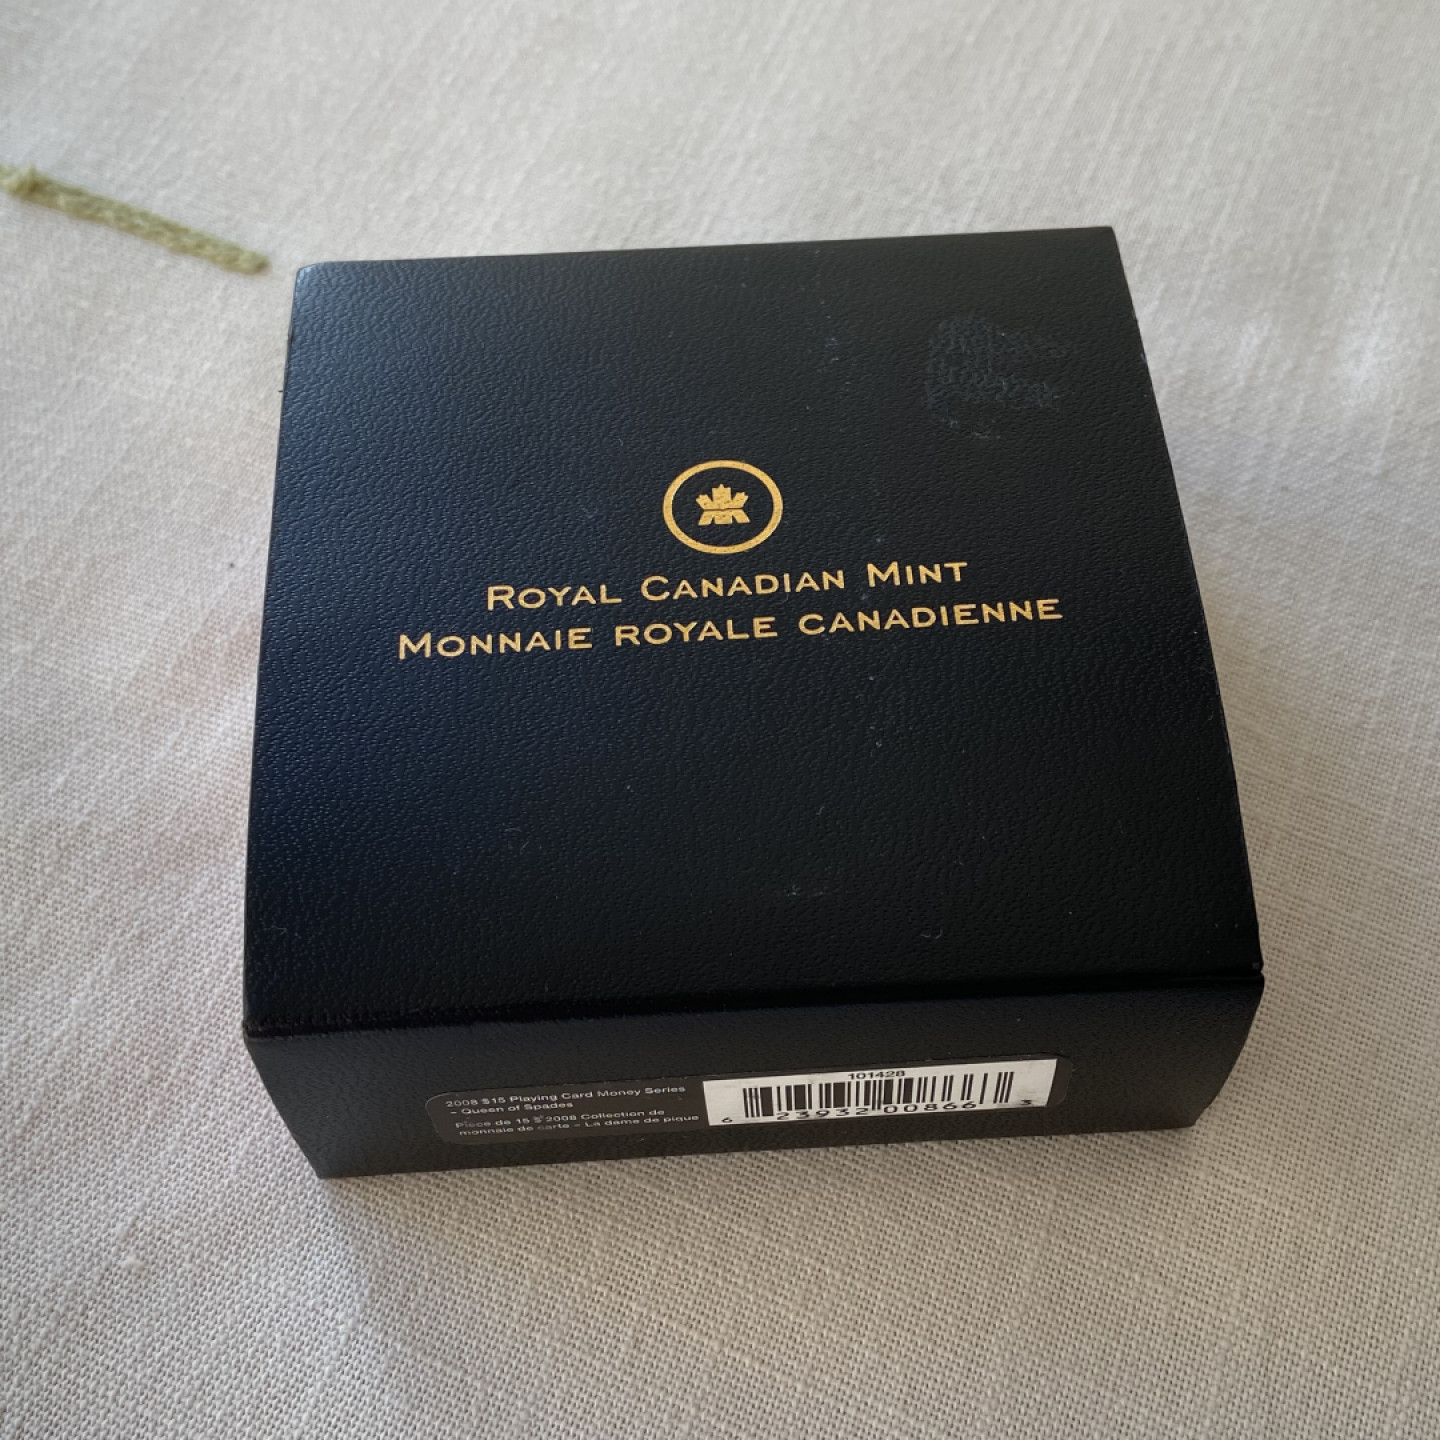 ROYAL CANADIAN MINT
MONNAIE ROYALE CANADIENNE
2008 $15 Playing Card Money Series
– Queen of Spades
Pièce de 15 $ 2008 Collection de
monnaie de carte – La dame de pique
101428
6 23932 00866 3